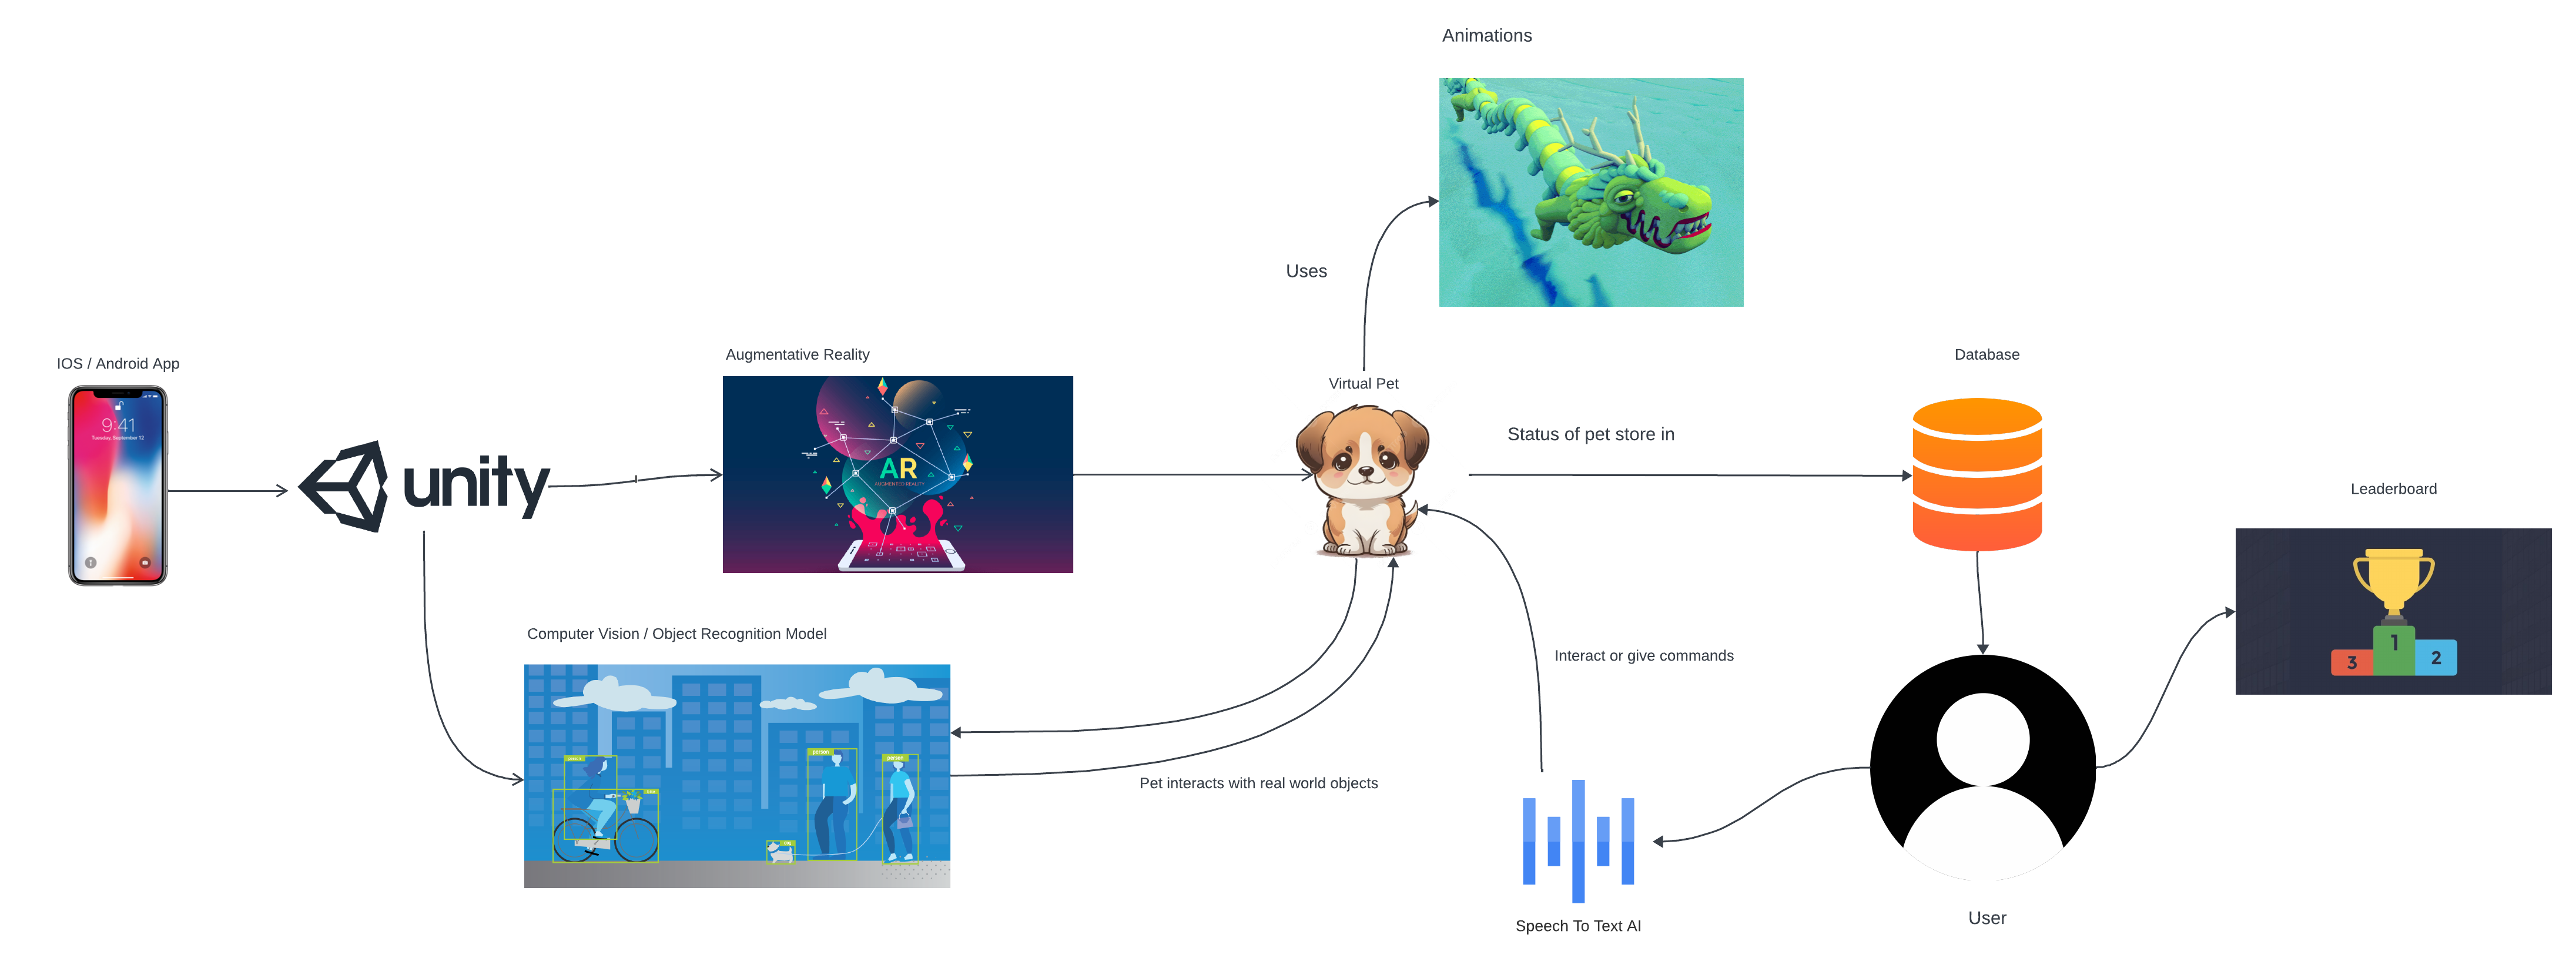 Animations
Uses
IOS / Android App
9:41
Tuesday, September 12
unity
Augmentative Reality
AR
AUGMENTED REALITY
Virtual Pet
Status of pet store in
Database
Leaderboard
1
2
3
Computer Vision / Object Recognition Model
person
person
person
dog
Pet interacts with real world objects
Interact or give commands
Speech To Text AI
User